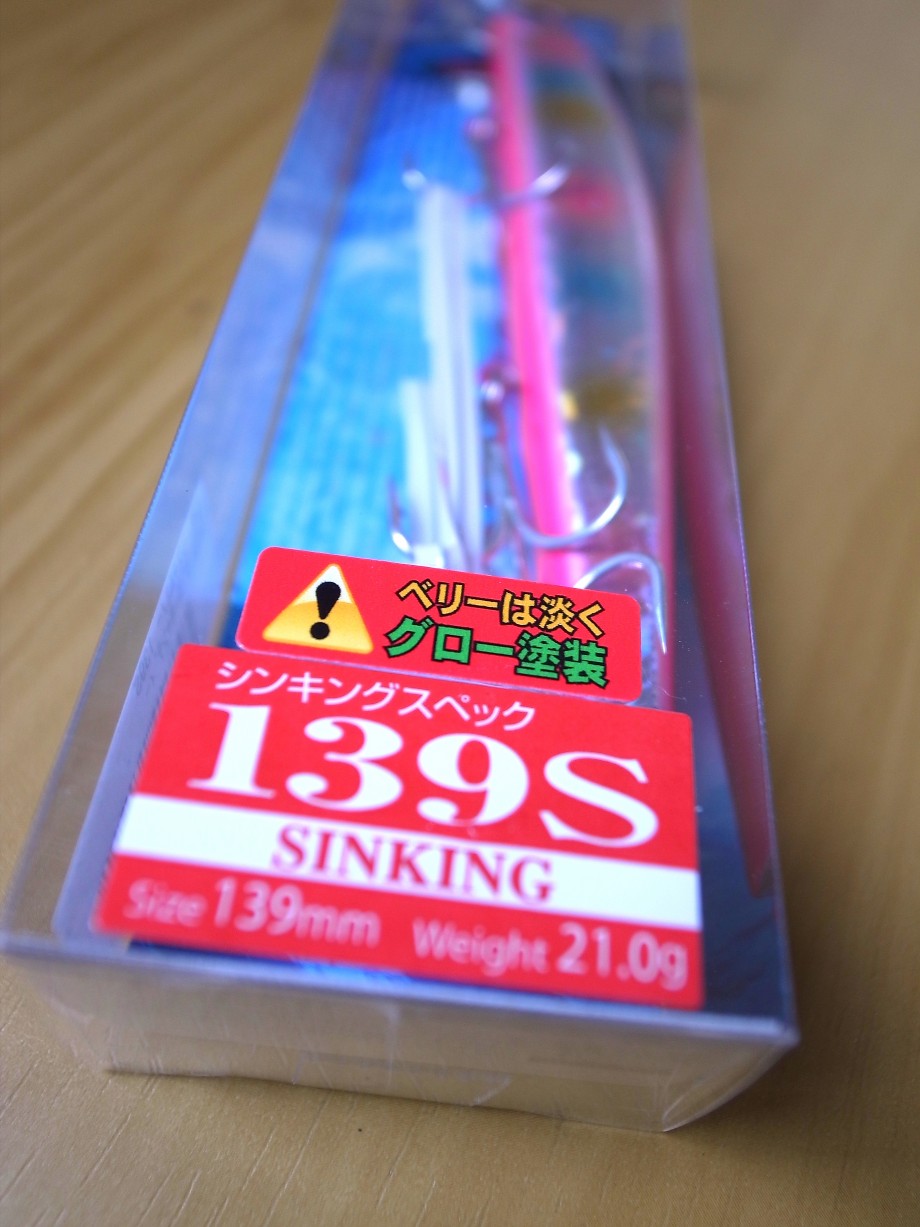 ベリーは淡く
グロー塗装
シンキングスペック
139S
SINKING
Size 139mm Weight 21.0g